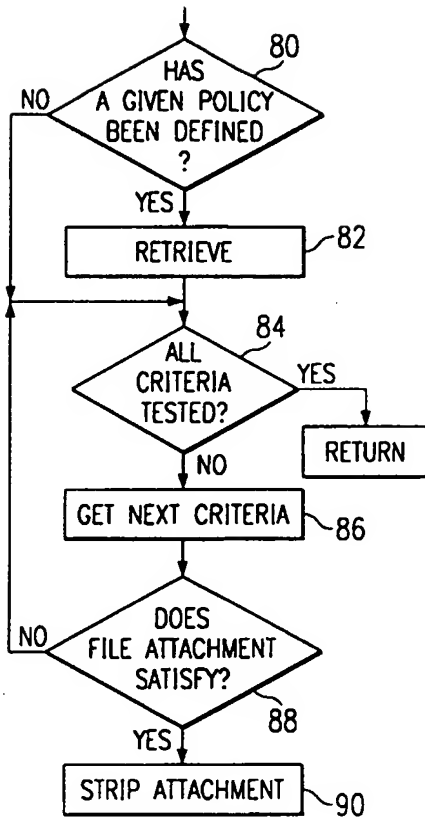 80
HAS
A GIVEN POLICY
BEEN DEFINED
?
NO
YES
RETRIEVE
82
84
ALL
CRITERIA
TESTED?
YES
RETURN
NO
GET NEXT CRITERIA
86
DOES
FILE ATTACHMENT
SATISFY?
NO
88
YES
STRIP ATTACHMENT
90